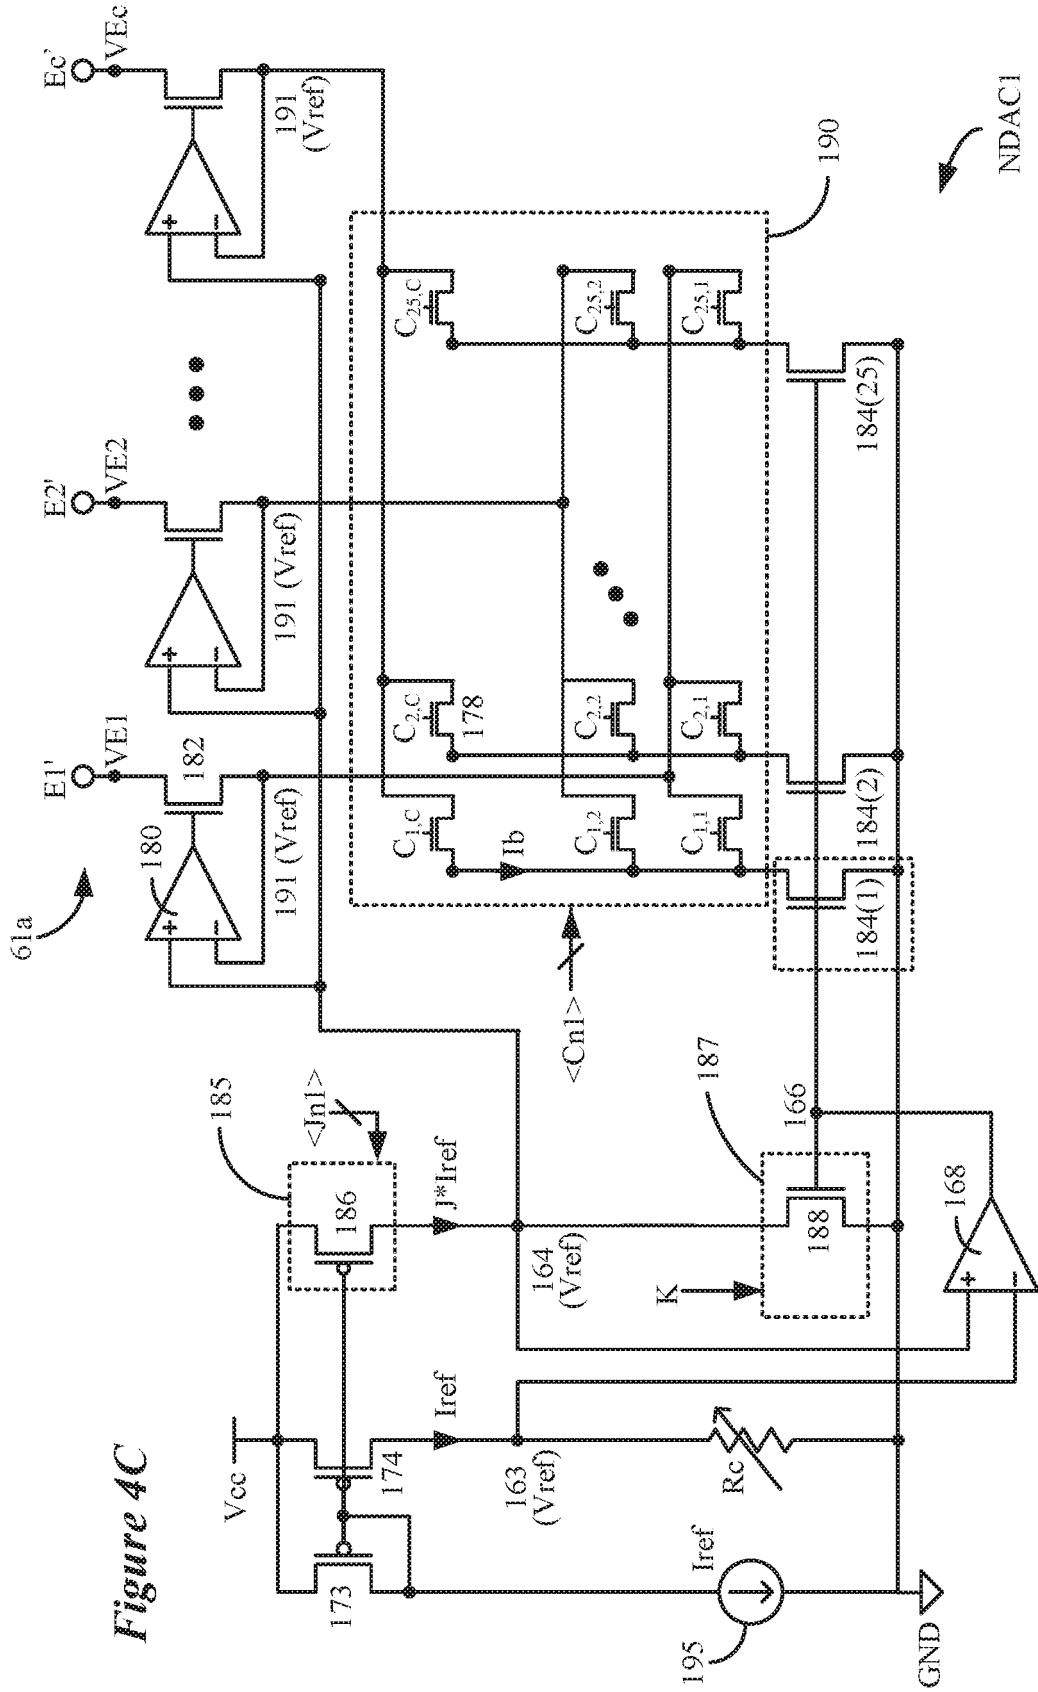 Figure 4C
61a
E1'
VE1
E2'
VE2
Ec'
VEc
180
182
191 (Vref)
191 (Vref)
191
(Vref)
+
−
+
−
+
−
Vcc
185
<Jn1>
173
174
186
Iref
J*Iref
163
(Vref)
164
(Vref)
C1,C
C2,C
178
C25,C
Ib
C1,2
C2,2
C25,2
C1,1
C2,1
C25,1
190
<Cn1>
Iref
195
Rc
K
187
188
166
184(1)
184(2)
184(25)
168
+
−
GND
NDAC1